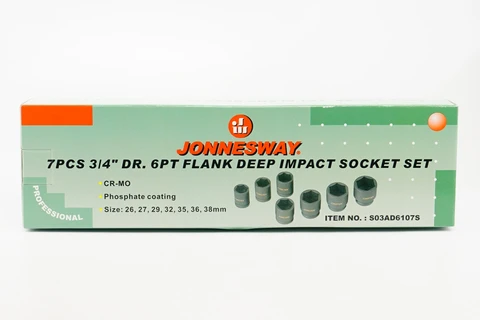 JONNESWAY
7PCS 3/4" DR. 6PT FLANK DEEP IMPACT SOCKET SET
PROFESSIONAL
CR-MO
Phosphate coating
Size: 26, 27, 29, 32, 35, 36, 38mm
ITEM NO. : S03AD6107S